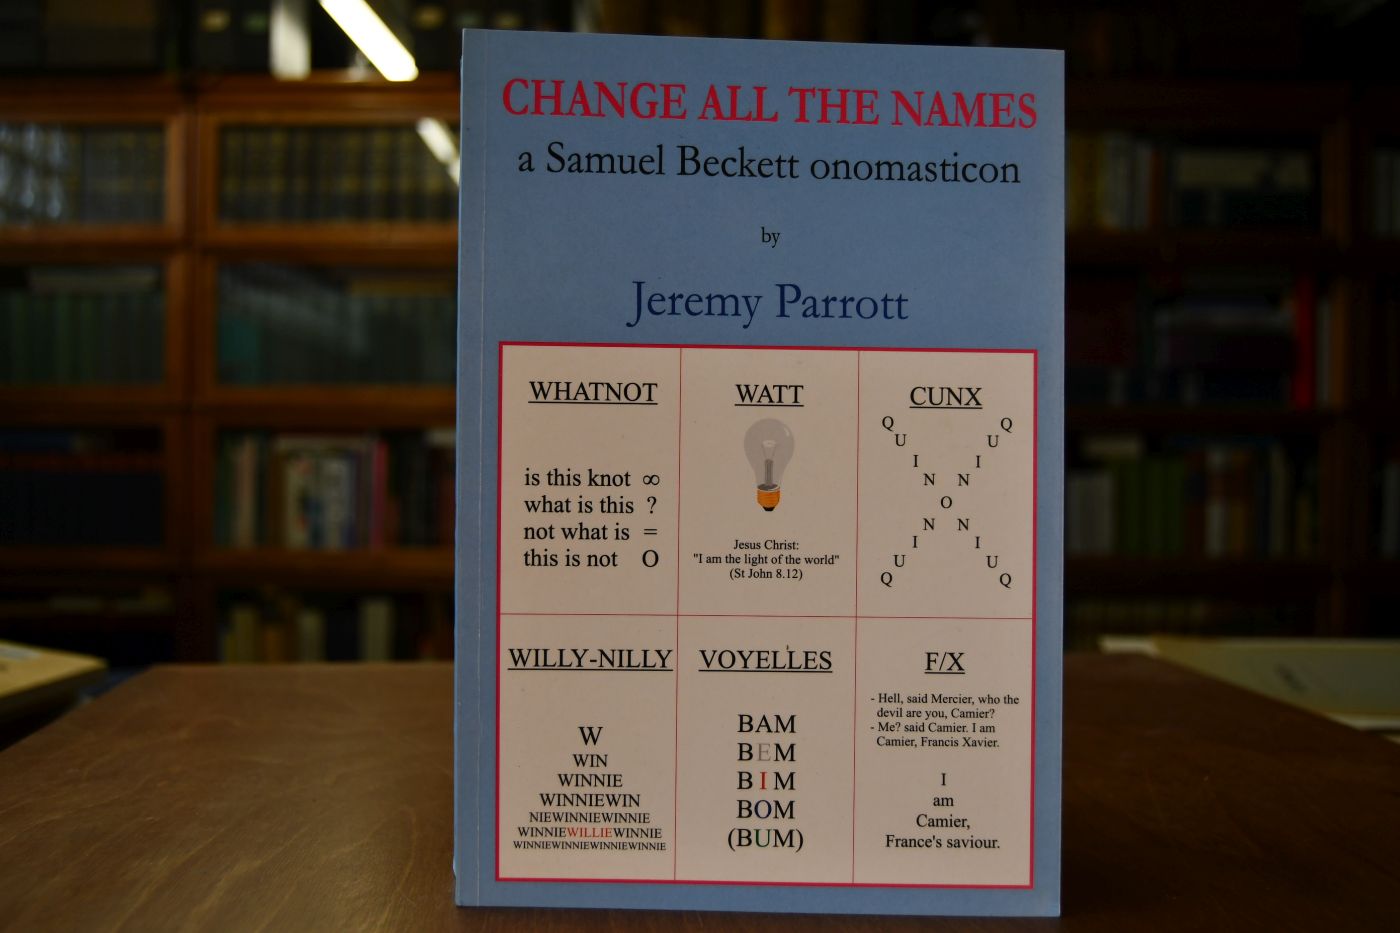 CHANGE ALL THE NAMES
a Samuel Beckett onomasticon
by
Jeremy Parrott
WHATNOT
is this knot ∞
what is this ?
not what is =
this is not O
WATT
Jesus Christ:
"I am the light of the world"
(St John 8.12)
CUNX
Q Q
U U
I I
N N
O
N N
I I
U U
Q Q
WILLY-NILLY
W
WIN
WINNIE
WINNIEWIN
NIEWINNIEWINNIE
WINNIEWILLIEWINNIE
WINNIEWINNIEWINNIEWINNIE
VOYELLES
BAM
BEM
BIM
BOM
(BUM)
F/X
- Hell, said Mercier, who the
devil are you, Camier?
- Me? said Camier. I am
Camier, Francis Xavier.
I
am
Camier,
France's saviour.